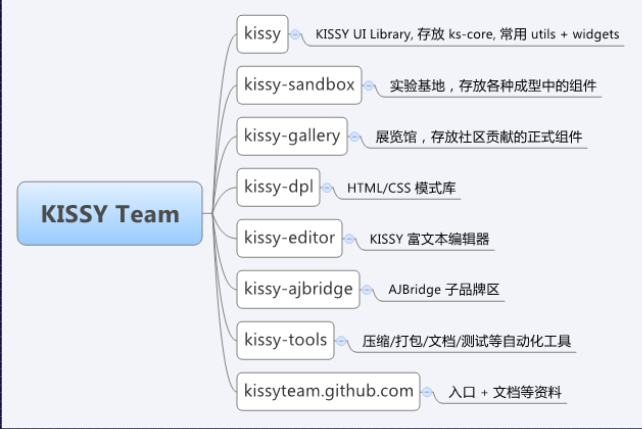 KISSY Team
kissy
KISSY UI Library, 存放 ks-core, 常用 utils + widgets
kissy-sandbox
实验基地，存放各种成型中的组件
kissy-gallery
展览馆，存放社区贡献的正式组件
kissy-dpl
HTML/CSS 模式库
kissy-editor
KISSY 富文本编辑器
kissy-ajbridge
AJBridge 子品牌区
kissy-tools
压缩/打包/文档/测试等自动化工具
kissyteam.github.com
入口 + 文档等资料